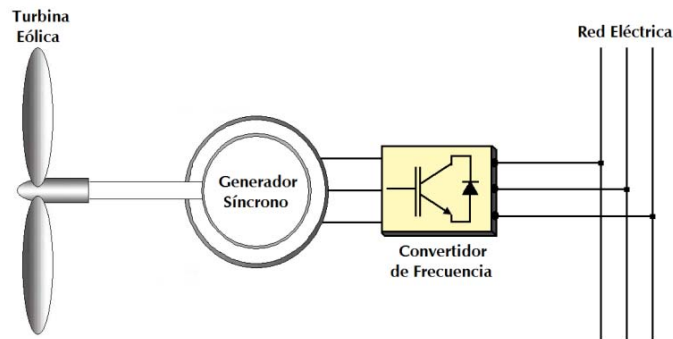 Turbina
Eólica
Red Eléctrica
Generador
Síncrono
Convertidor
de Frecuencia